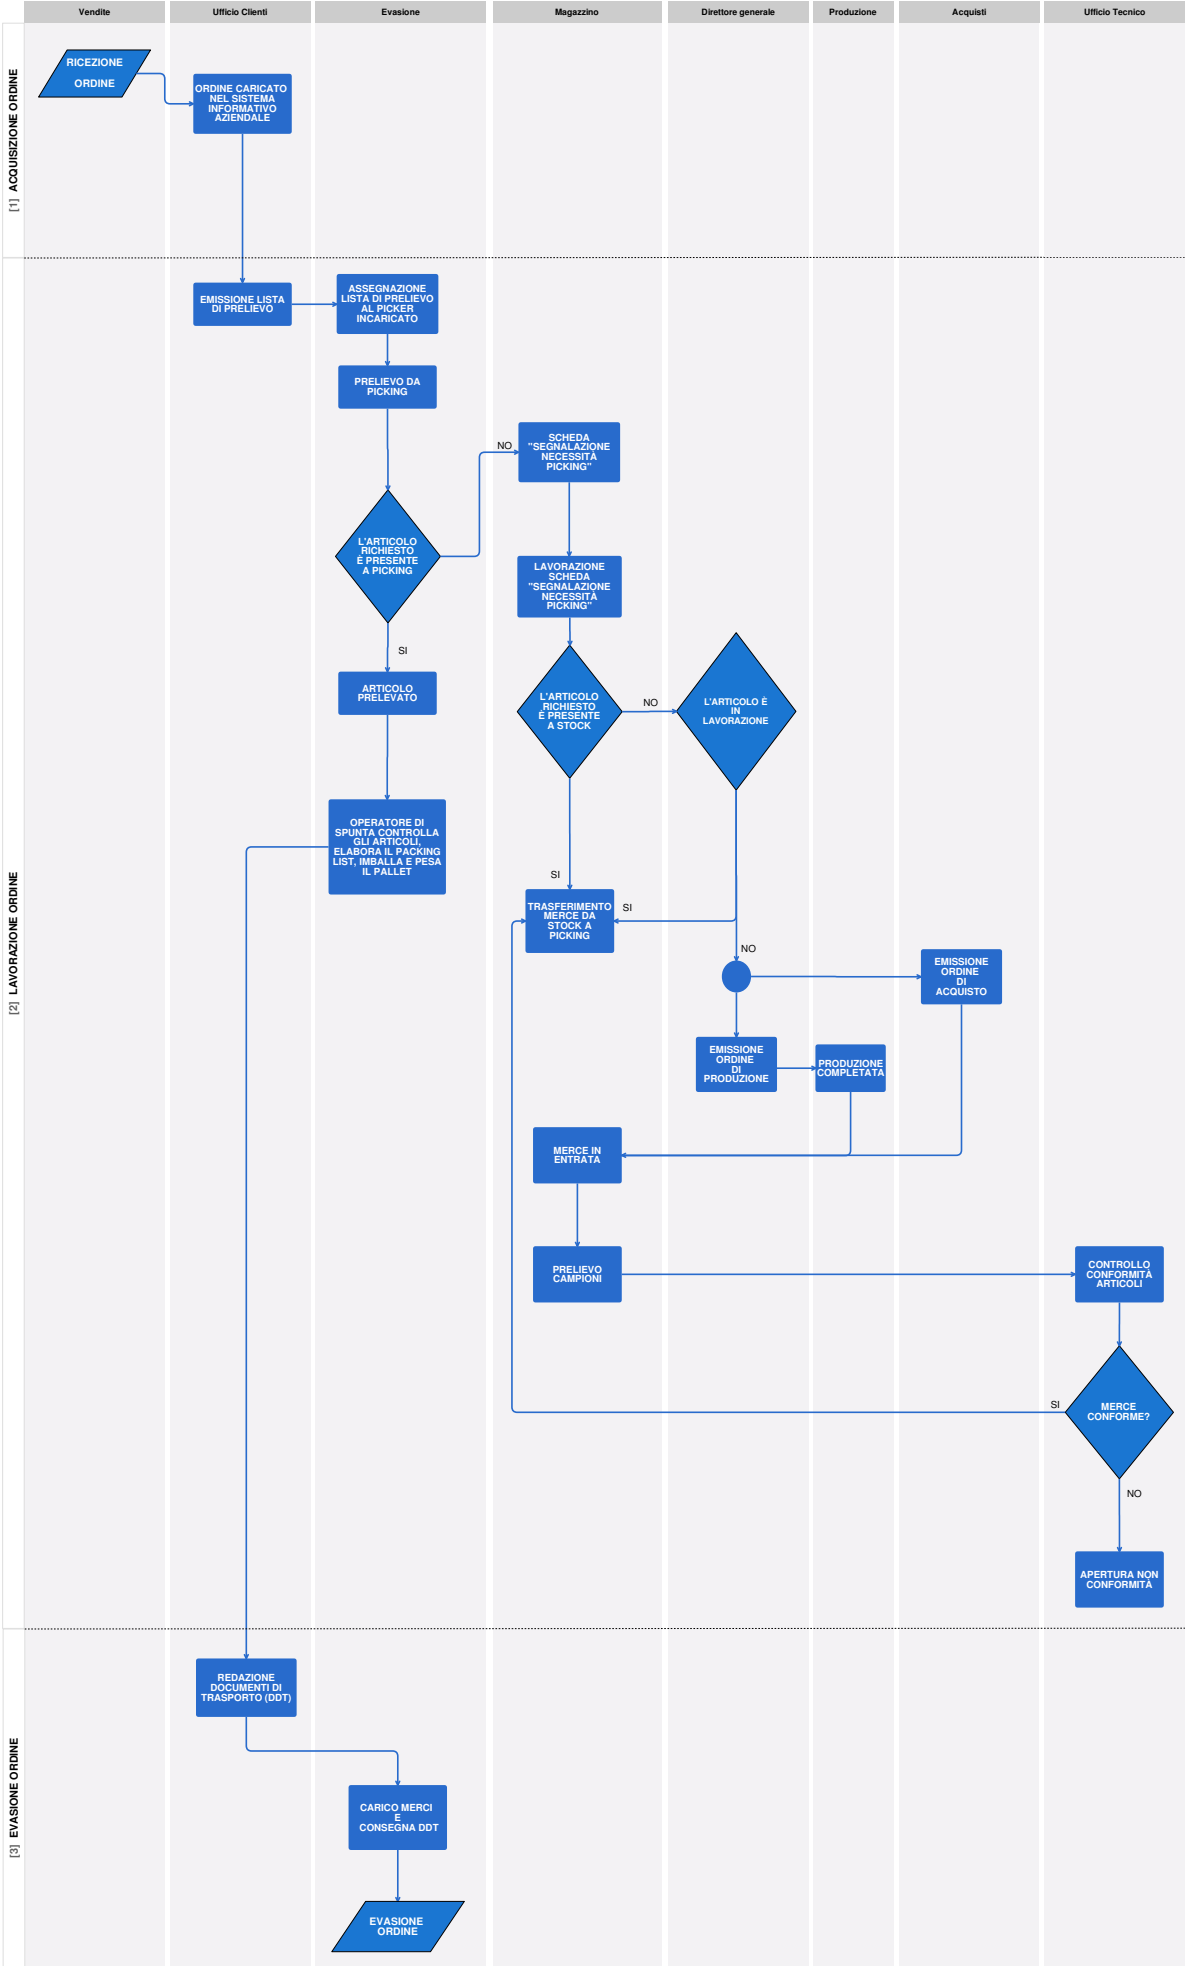 Vendite
Ufficio Clienti
Evasione
Magazzino
Direttore generale
Produzione
Acquisti
Ufficio Tecnico
[1] ACQUISIZIONE ORDINE
RICEZIONE
ORDINE
ORDINE CARICATO
NEL SISTEMA
INFORMATIVO
AZIENDALE
[2] LAVORAZIONE ORDINE
EMISSIONE LISTA
DI PRELIEVO
ASSEGNAZIONE
LISTA DI PRELIEVO
AL PICKER
INCARICATO
PRELIEVO DA
PICKING
NO
SCHEDA
"SEGNALAZIONE
NECESSITÀ
PICKING"
L'ARTICOLO
RICHIESTO
È PRESENTE
A PICKING
LAVORAZIONE
SCHEDA
"SEGNALAZIONE
NECESSITÀ
PICKING"
SI
ARTICOLO
PRELEVATO
L'ARTICOLO
RICHIESTO
È PRESENTE
A STOCK
NO
L'ARTICOLO È
IN
LAVORAZIONE
OPERATORE DI
SPUNTA CONTROLLA
GLI ARTICOLI,
ELABORA IL PACKING
LIST, IMBALLA E PESA
IL PALLET
SI
TRASFERIMENTO
MERCE DA
STOCK A
PICKING
SI
NO
EMISSIONE
ORDINE
DI
ACQUISTO
EMISSIONE
ORDINE
DI
PRODUZIONE
PRODUZIONE
COMPLETATA
MERCE IN
ENTRATA
PRELIEVO
CAMPIONI
CONTROLLO
CONFORMITÀ
ARTICOLI
SI
MERCE
CONFORME?
NO
APERTURA NON
CONFORMITÀ
[3] EVASIONE ORDINE
REDAZIONE
DOCUMENTI DI
TRASPORTO (DDT)
CARICO MERCI
E
CONSEGNA DDT
EVASIONE
ORDINE